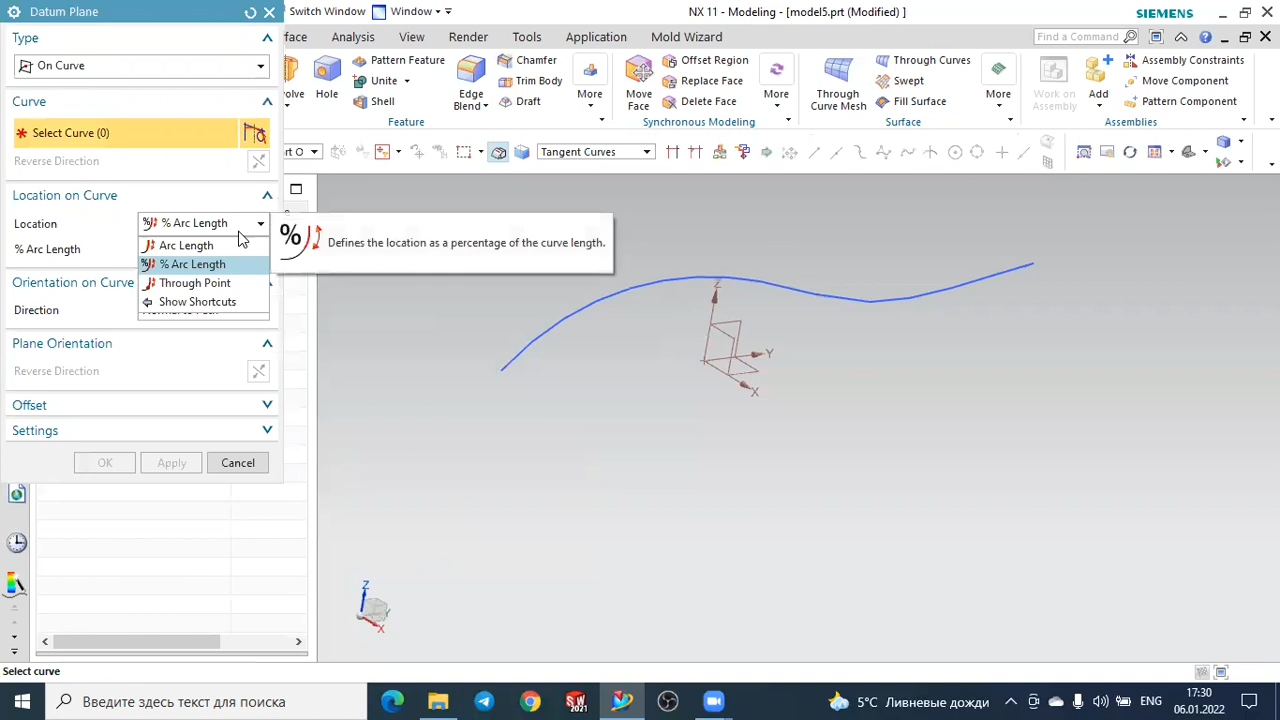 Datum Plane
Switch Window
Window
NX 11 - Modeling - [model5.prt (Modified) ]
SIEMENS
Type
On Curve
Analysis
View
Render
Tools
Application
Mold Wizard
Find a Command
Curve
* Select Curve (0)
Reverse Direction
Hole
Pattern Feature
Unite
Shell
Edge
Blend
Chamfer
Trim Body
Draft
More
Feature
Move
Face
Offset Region
Replace Face
Delete Face
More
Synchronous Modeling
Through
Curve Mesh
Through Curves
Swept
Fill Surface
More
Surface
Work on
Assembly
Add
Assembly Constraints
Move Component
Pattern Component
Assemblies
Tangent Curves
Location on Curve
Location
% Arc Length
% Arc Length
Arc Length
% Arc Length
Through Point
Show Shortcuts
% Defines the location as a percentage of the curve length.
Orientation on Curve
Direction
Plane Orientation
Reverse Direction
Offset
Settings
OK
Apply
Cancel
Z
Y
X
Z
Y
X
Select curve
Введите здесь текст для поиска
SW
2021
5°C Ливневые дожди
ENG
17:30
06.01.2022